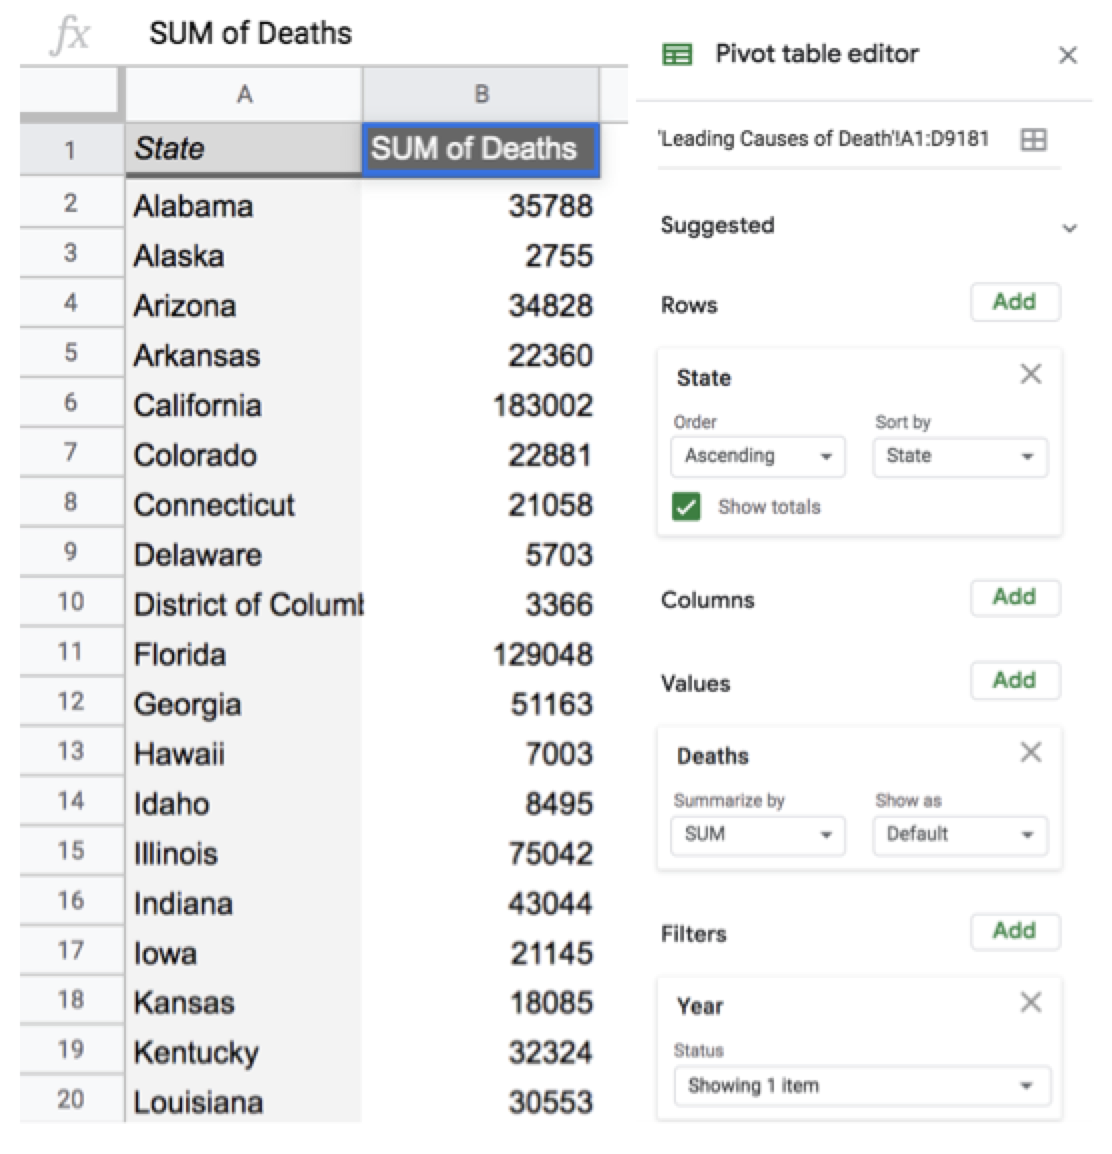 fx SUM of Deaths
A B
1 State SUM of Deaths
2 Alabama 35788
3 Alaska 2755
4 Arizona 34828
5 Arkansas 22360
6 California 183002
7 Colorado 22881
8 Connecticut 21058
9 Delaware 5703
10 District of Columb 3366
11 Florida 129048
12 Georgia 51163
13 Hawaii 7003
14 Idaho 8495
15 Illinois 75042
16 Indiana 43044
17 Iowa 21145
18 Kansas 18085
19 Kentucky 32324
20 Louisiana 30553
Pivot table editor
'Leading Causes of Death'!A1:D9181
Suggested
Rows Add
State
Order Sort by
Ascending State
Show totals
Columns Add
Values Add
Deaths
Summarize by Show as
SUM Default
Filters Add
Year
Status
Showing 1 item